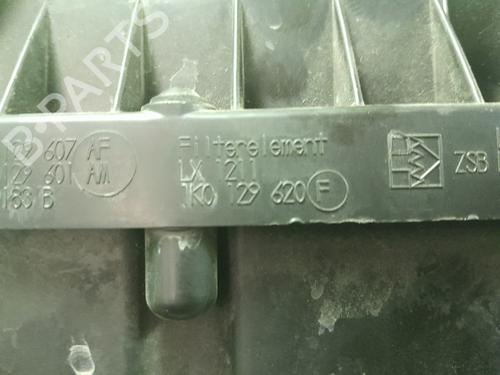 607 AF
129 601 AM
183 B
Filterelement
LX 1211
1K0 129 620 F
ZSB
B-PARTS